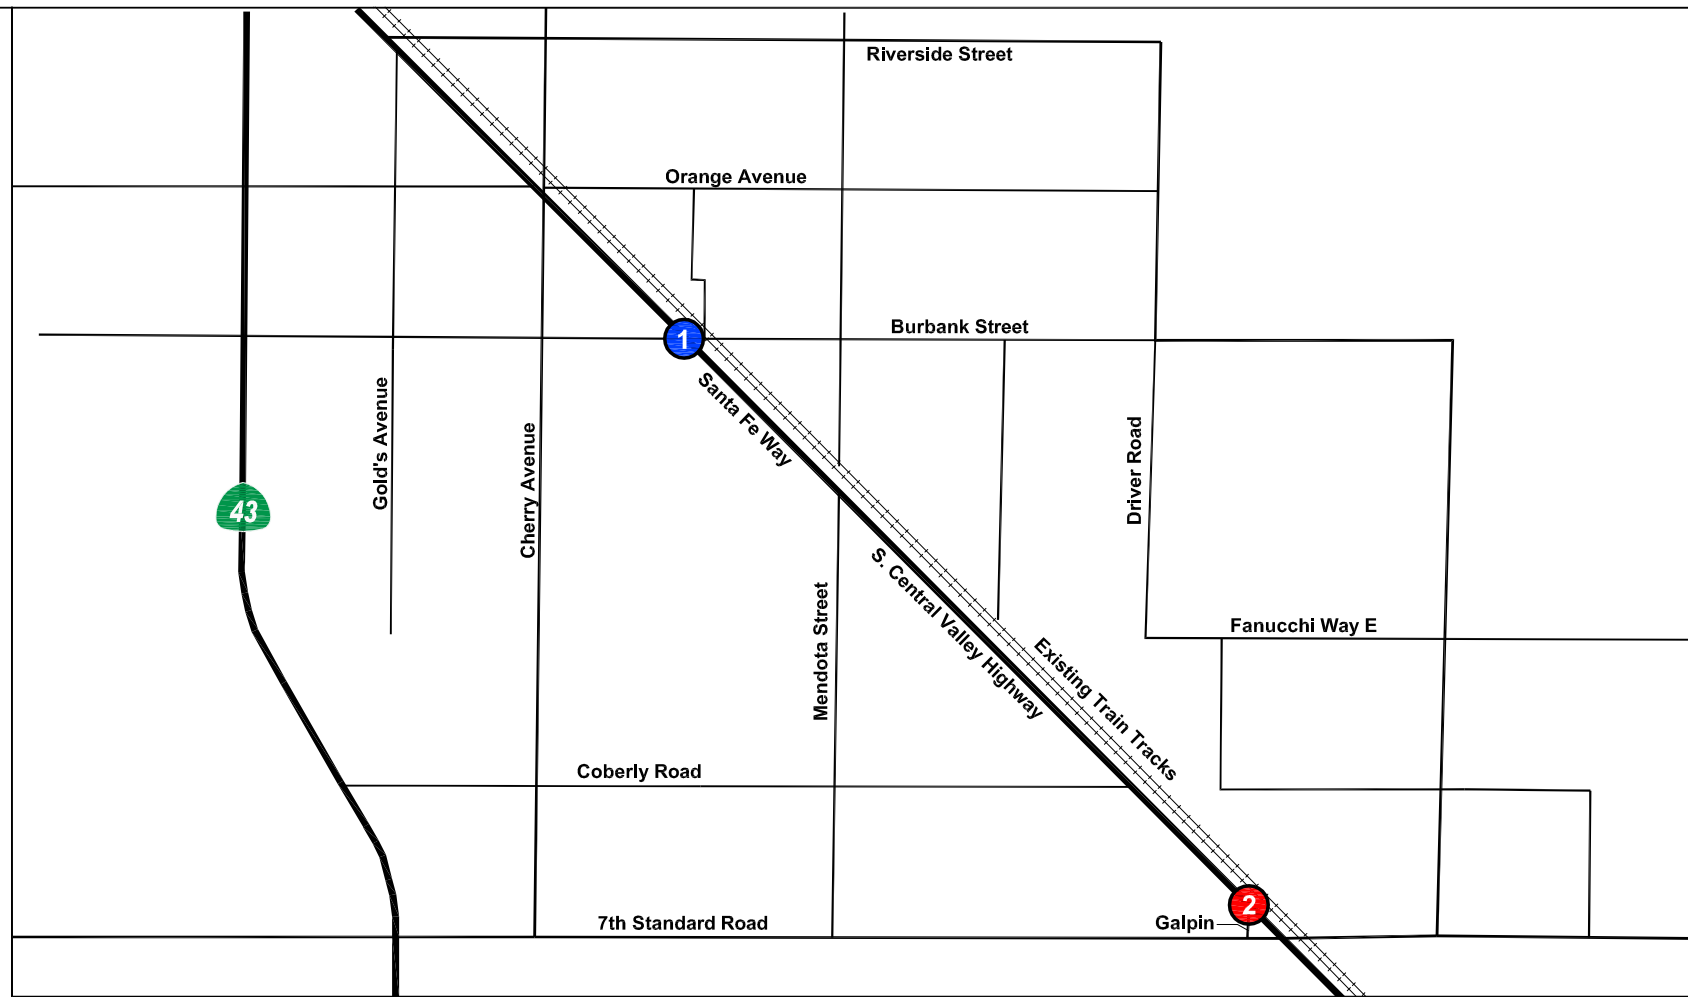 Riverside Street
Orange Avenue
Burbank Street
1
Santa Fe Way
Gold's Avenue
Cherry Avenue
Driver Road
43
S. Central Valley Highway
Mendota Street
Fanucchi Way E
Existing Train Tracks
Coberly Road
2
7th Standard Road
Galpin